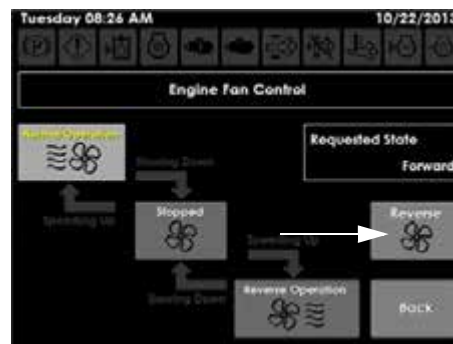 Tuesday 08:26 AM 10/22/2013
Engine Fan Control
Normal Operation
Requested State
Forward
Slowing Down
Speeding Up
Stopped
Reverse
Speeding Up
Slowing Down
Reverse Operation
Back